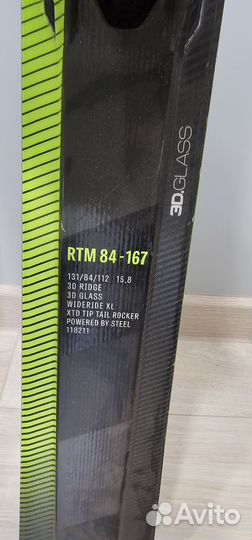 3D.GLASS
RTM 84-167
131/84/112 15,8
3D RIDGE
3D GLASS
WIDERIDE XL
XTD TIP TAIL ROCKER
POWERED BY STEEL
118211
Avito